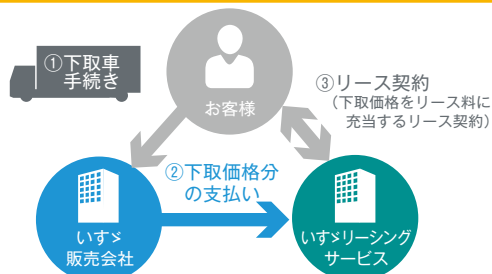 ①下取車
手続き
お客様
③リース契約
（下取価格をリース料に
充当するリース契約）
②下取価格分
の支払い
いすゞ
販売会社
いすゞリーシング
サービス